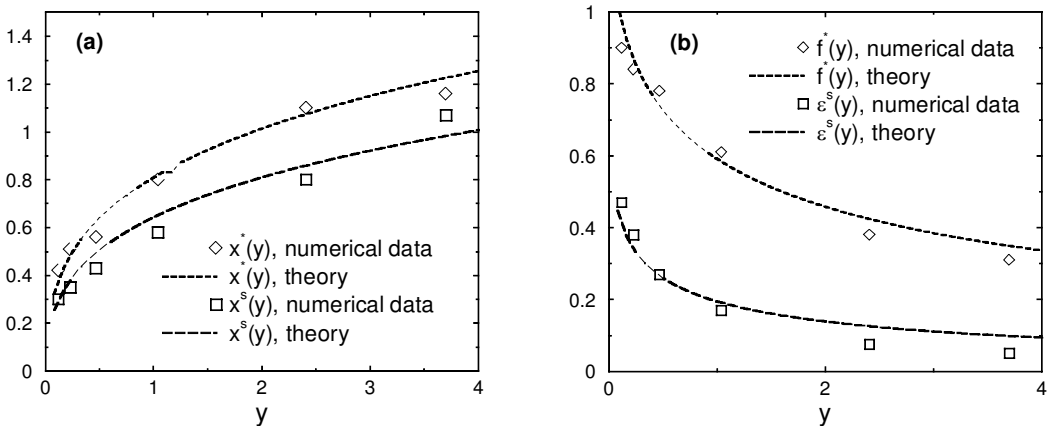 (a)
1.4
1.2
1
0.8
0.6
0.4
0.2
0
0 1 2 3 4
y
x*(y), numerical data
x*(y), theory
xˢ(y), numerical data
xˢ(y), theory
(b)
1
0.8
0.6
0.4
0.2
0
0 2 4
y
f*(y), numerical data
f*(y), theory
εˢ(y), numerical data
εˢ(y), theory